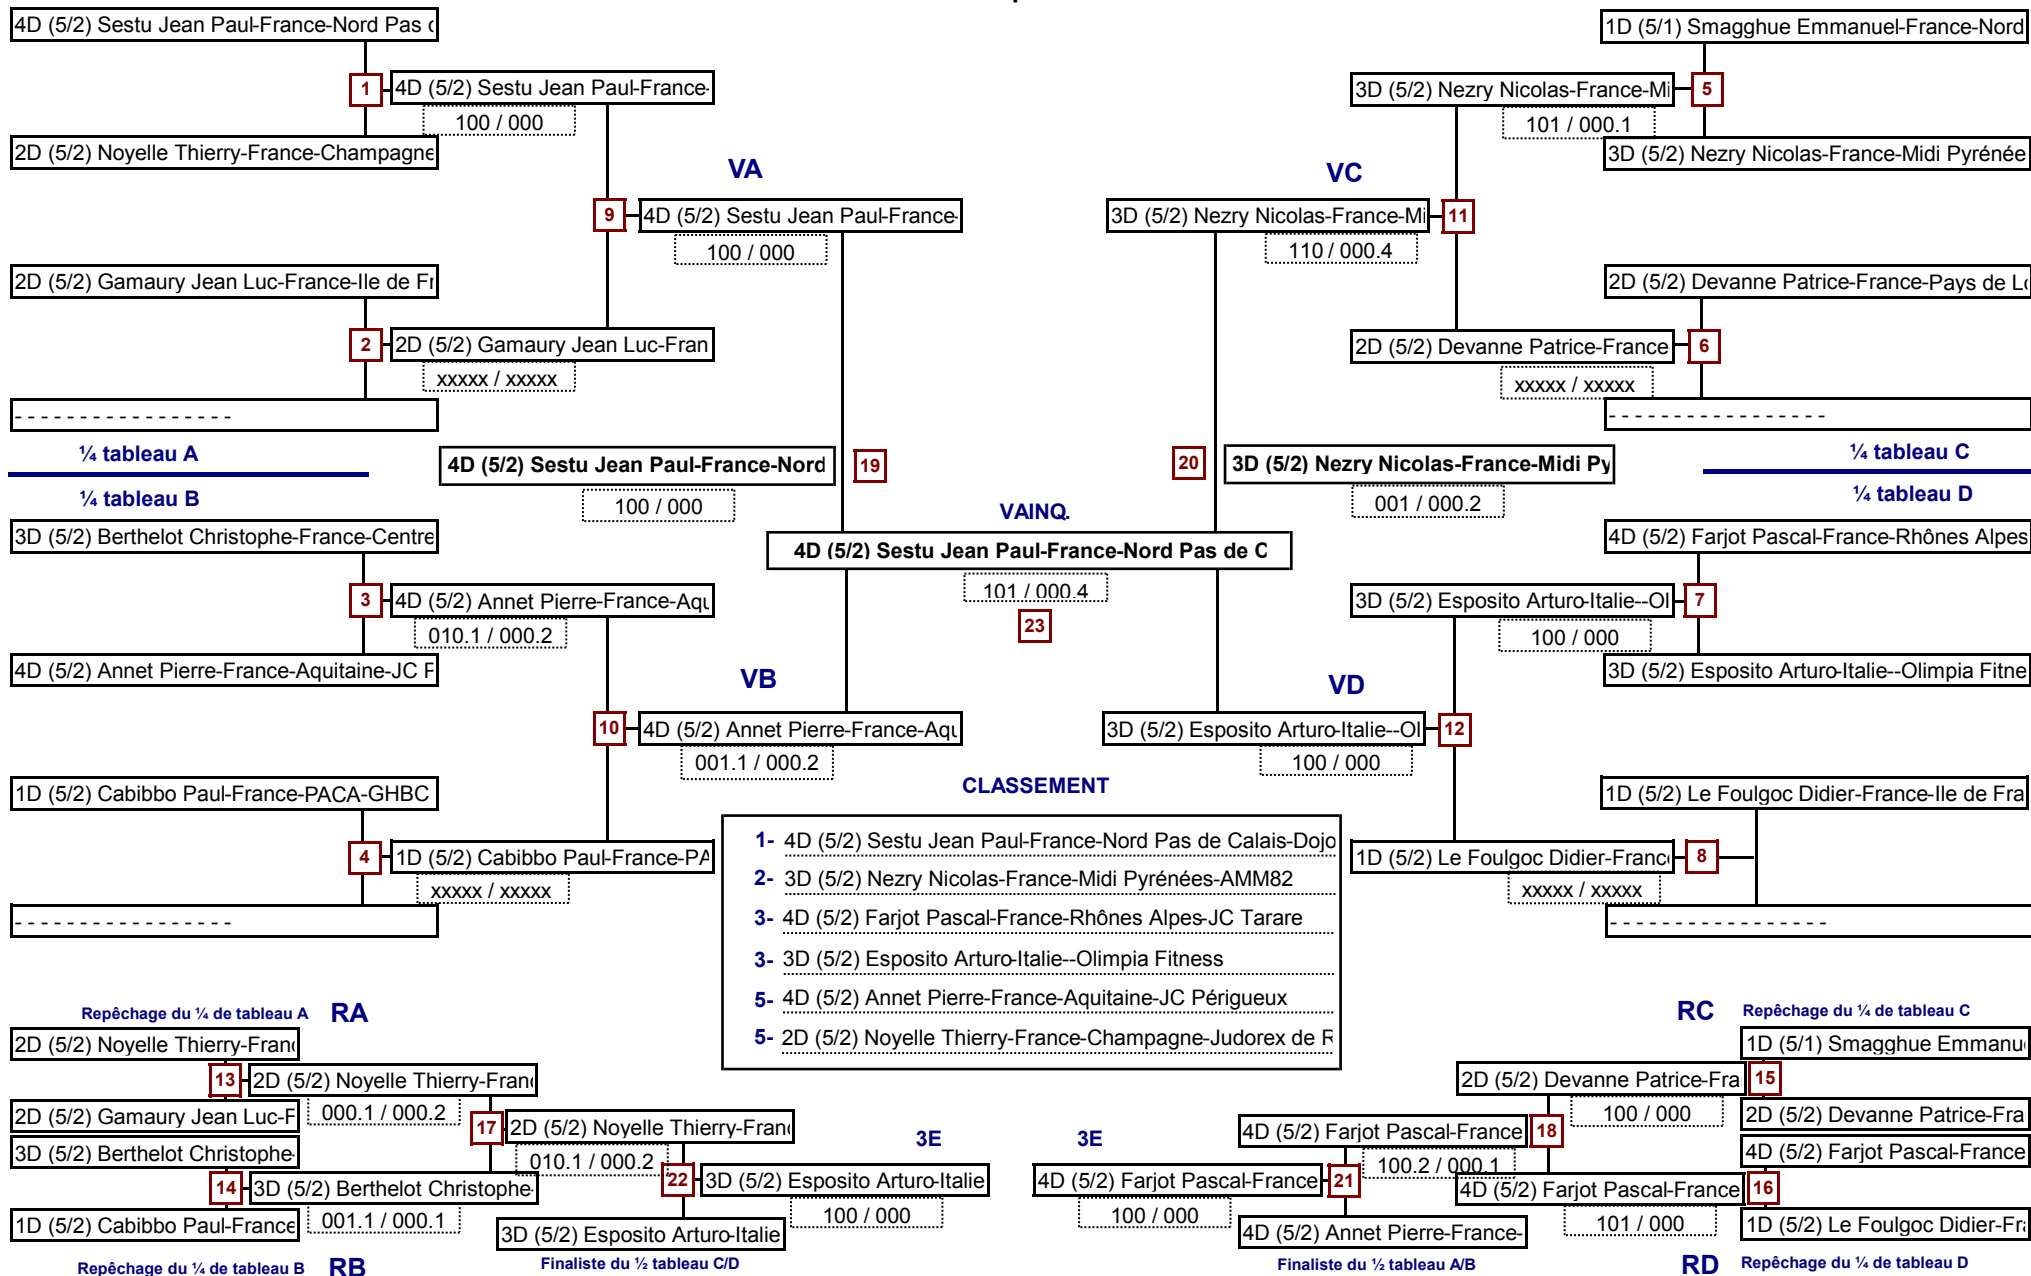 4D (5/2) Sestu Jean Paul-France-Nord Pas
1D (5/1) Smagghue Emmanuel-France-Nord
1
4D (5/2) Sestu Jean Paul-France-
100 / 000
3D (5/2) Nezry Nicolas-France-Mi
5
101 / 000.1
2D (5/2) Noyelle Thierry-France-Champagne
3D (5/2) Nezry Nicolas-France-Midi Pyrénée
VA
VC
9
4D (5/2) Sestu Jean Paul-France-
100 / 000
3D (5/2) Nezry Nicolas-France-Mi
11
110 / 000.4
2D (5/2) Gamaury Jean Luc-France-Ile de Fr
2D (5/2) Devanne Patrice-France-Pays de Lo
2
2D (5/2) Gamaury Jean Luc-Fran
xxxxx / xxxxx
2D (5/2) Devanne Patrice-France
6
xxxxx / xxxxx
- - - - - - - - - - - - - - - - -
- - - - - - - - - - - - - - - - -
¼ tableau A
¼ tableau C
4D (5/2) Sestu Jean Paul-France-Nord
19
20
3D (5/2) Nezry Nicolas-France-Midi Py
¼ tableau B
¼ tableau D
100 / 000
001 / 000.2
VAINQ.
3D (5/2) Berthelot Christophe-France-Centre
4D (5/2) Farjot Pascal-France-Rhônes Alpes
4D (5/2) Sestu Jean Paul-France-Nord Pas de C
101 / 000.4
23
3
4D (5/2) Annet Pierre-France-Aqu
010.1 / 000.2
3D (5/2) Esposito Arturo-Italie--Ol
7
100 / 000
4D (5/2) Annet Pierre-France-Aquitaine-JC P
3D (5/2) Esposito Arturo-Italie--Olimpia Fitne
VB
VD
10
4D (5/2) Annet Pierre-France-Aqu
001.1 / 000.2
3D (5/2) Esposito Arturo-Italie--Ol
12
100 / 000
1D (5/2) Cabibbo Paul-France-PACA-GHBC
1D (5/2) Le Foulgoc Didier-France-Ile de Fra
4
1D (5/2) Cabibbo Paul-France-PA
xxxxx / xxxxx
1D (5/2) Le Foulgoc Didier-Franc
8
xxxxx / xxxxx
- - - - - - - - - - - - - - - - -
- - - - - - - - - - - - - - - - -
CLASSEMENT
1- 4D (5/2) Sestu Jean Paul-France-Nord Pas de Calais-Dojo
2- 3D (5/2) Nezry Nicolas-France-Midi Pyrénées-AMM82
3- 4D (5/2) Farjot Pascal-France-Rhônes Alpes-JC Tarare
3- 3D (5/2) Esposito Arturo-Italie--Olimpia Fitness
5- 4D (5/2) Annet Pierre-France-Aquitaine-JC Périgueux
5- 2D (5/2) Noyelle Thierry-France-Champagne-Judorex de R
Repêchage du ¼ de tableau A RA
RC Repêchage du ¼ de tableau C
2D (5/2) Noyelle Thierry-Franc
13
2D (5/2) Noyelle Thierry-Franc
000.1 / 000.2
2D (5/2) Gamaury Jean Luc-F
3D (5/2) Berthelot Christophe-
14
3D (5/2) Berthelot Christophe-
001.1 / 000.1
1D (5/2) Cabibbo Paul-France
17
2D (5/2) Noyelle Thierry-Franc
010.1 / 000.2
22
3D (5/2) Esposito Arturo-Italie
100 / 000
3D (5/2) Esposito Arturo-Italie
3E
3E
4D (5/2) Farjot Pascal-France
21
100 / 000
4D (5/2) Farjot Pascal-France
18
100.2 / 000.1
4D (5/2) Annet Pierre-France-
1D (5/1) Smagghue Emmanu
2D (5/2) Devanne Patrice-Fra
15
100 / 000
2D (5/2) Devanne Patrice-Fra
4D (5/2) Farjot Pascal-France
4D (5/2) Farjot Pascal-France
16
101 / 000
1D (5/2) Le Foulgoc Didier-Fr
Repêchage du ¼ de tableau B RB
Finaliste du ½ tableau C/D
Finaliste du ½ tableau A/B
RD Repêchage du ¼ de tableau D